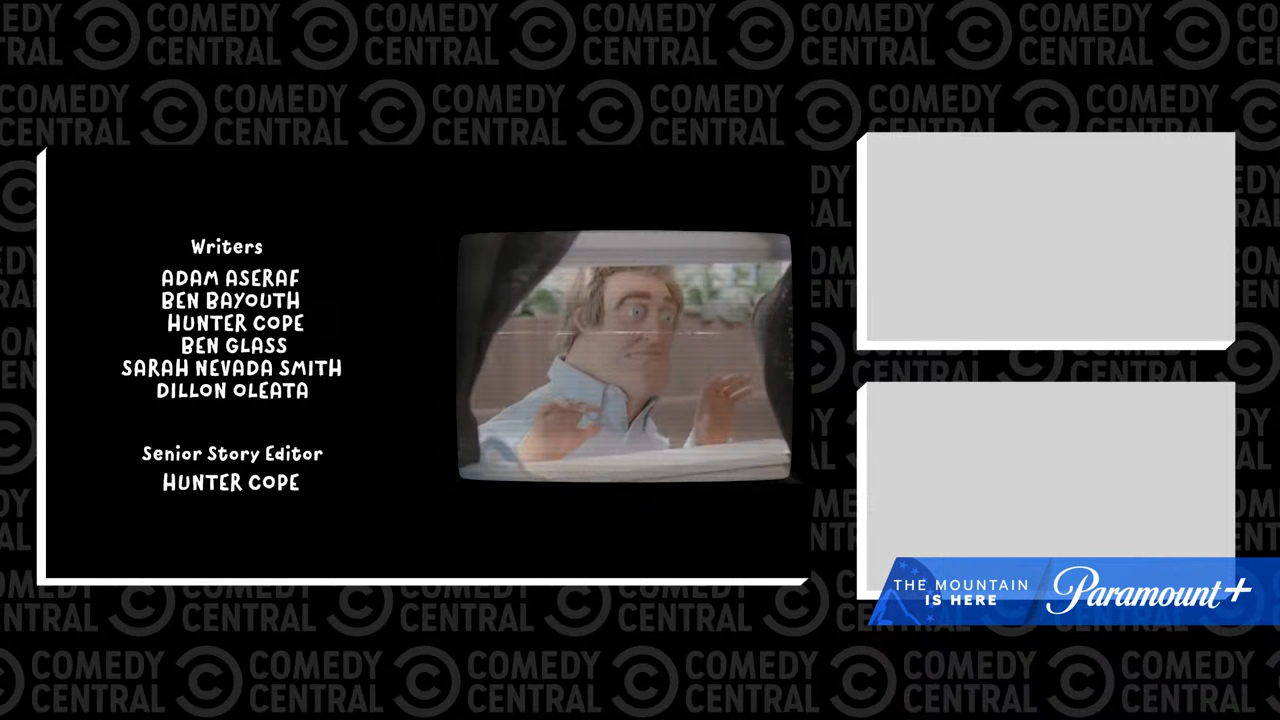 Writers
ADAM ASERAF
BEN BAYOUTH
HUNTER COPE
BEN GLASS
SARAH NEVADA SMITH
DILLON OLEATA
Senior Story Editor
HUNTER COPE
THE MOUNTAIN
IS HERE
Paramount+
COMEDY
CENTRAL